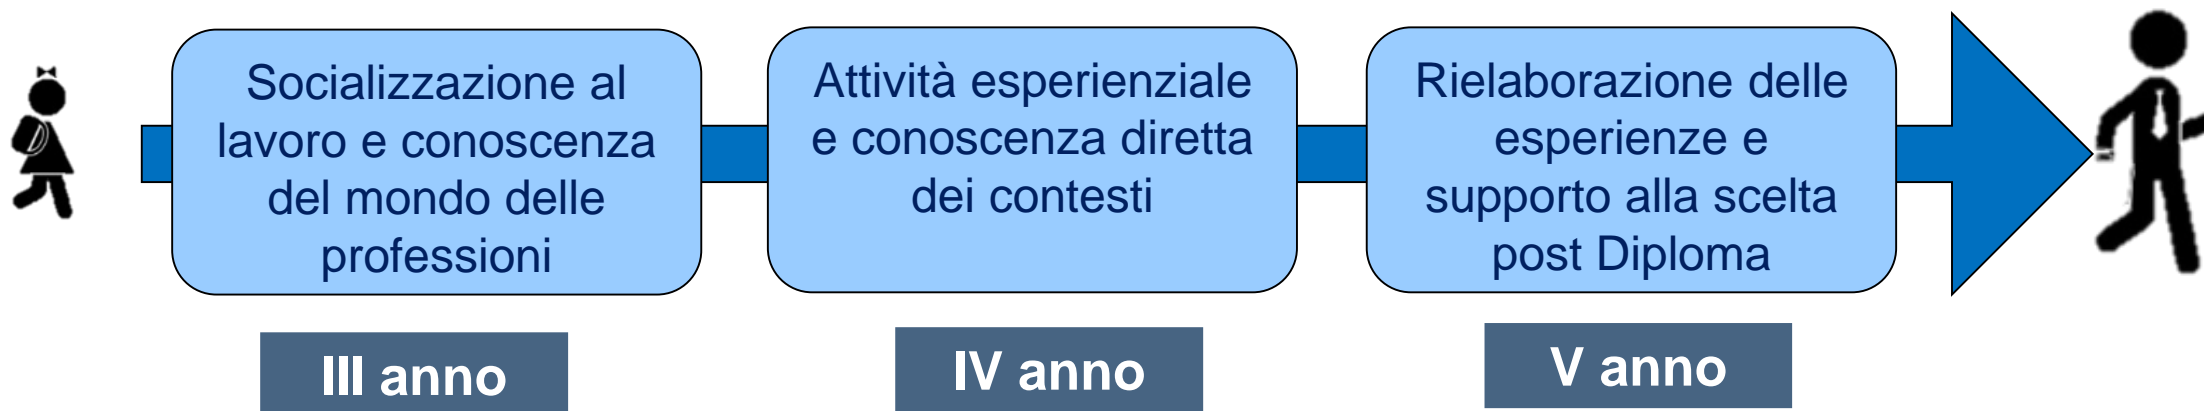 Socializzazione al
lavoro e conoscenza
del mondo delle
professioni
Attività esperienziale
e conoscenza diretta
dei contesti
Rielaborazione delle
esperienze e
supporto alla scelta
post Diploma
III anno
IV anno
V anno